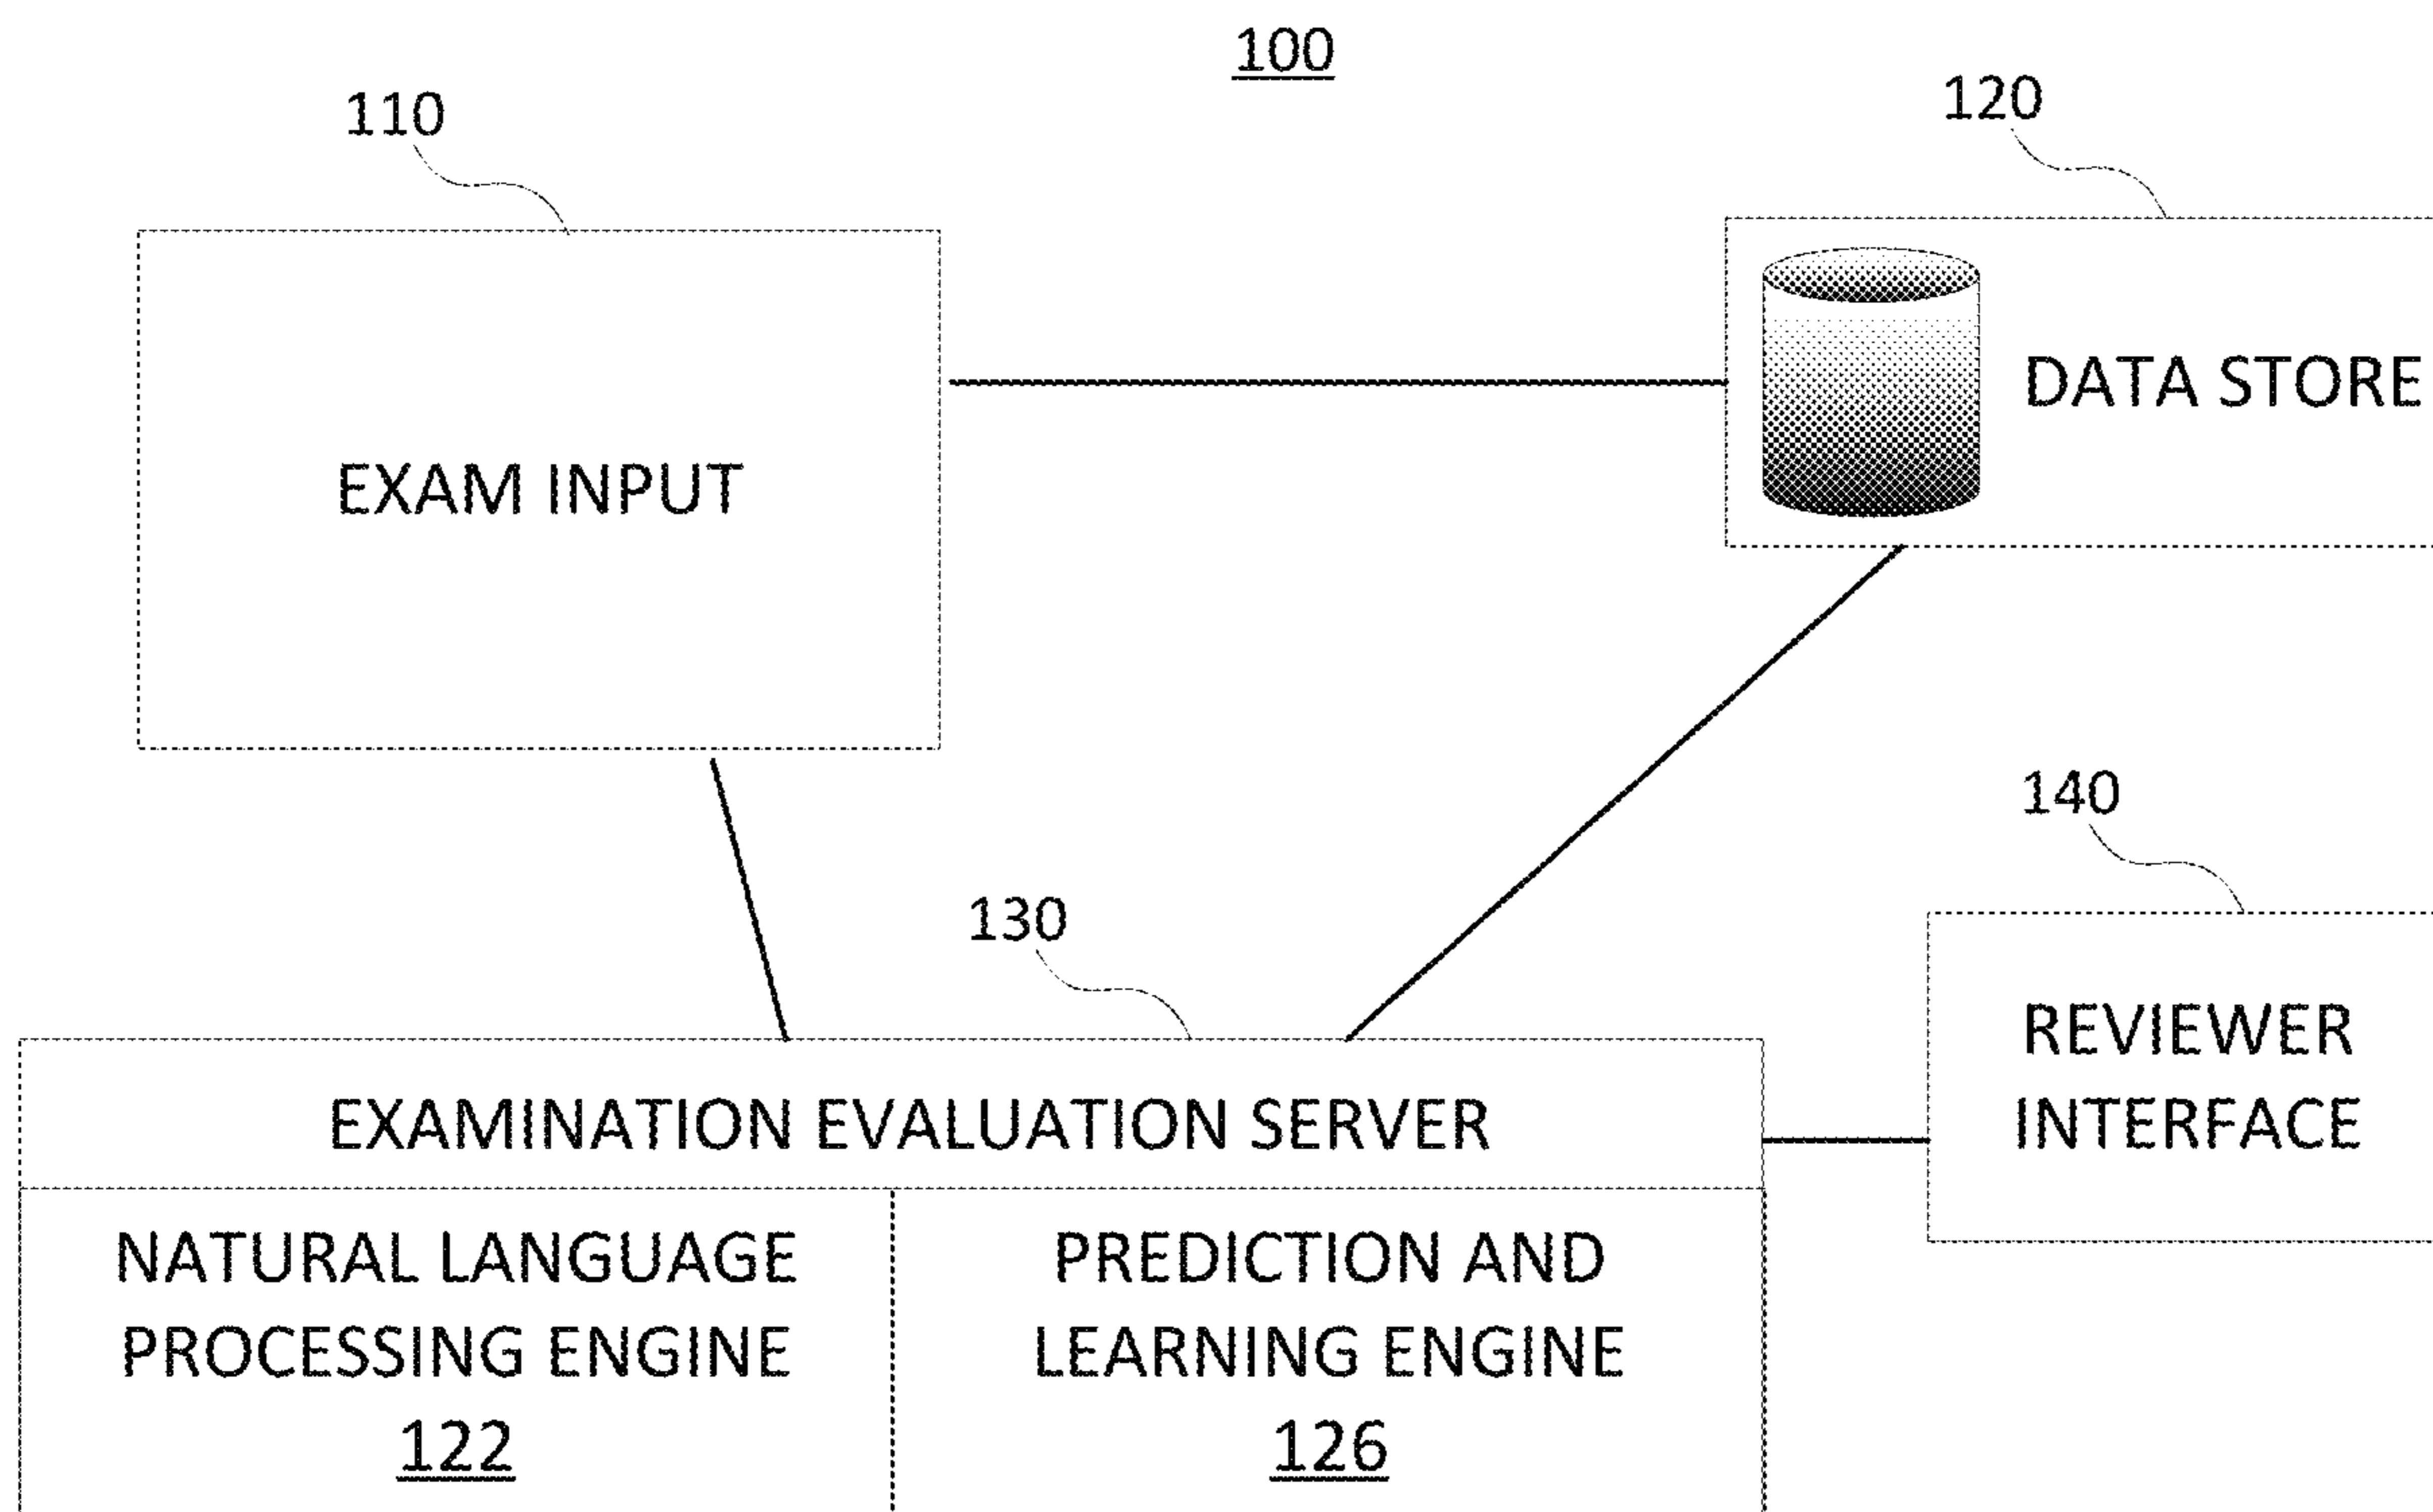 100
110
120
EXAM INPUT
DATA STORE
140
130
REVIEWER
INTERFACE
EXAMINATION EVALUATION SERVER
NATURAL LANGUAGE
PROCESSING ENGINE
122
PREDICTION AND
LEARNING ENGINE
126